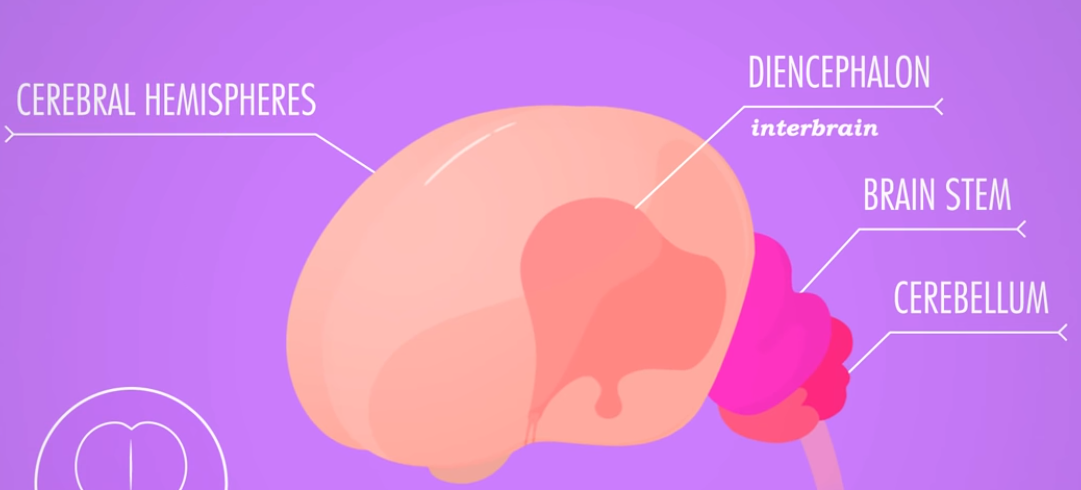 CEREBRAL HEMISPHERES
DIENCEPHALON
interbrain
BRAIN STEM
CEREBELLUM